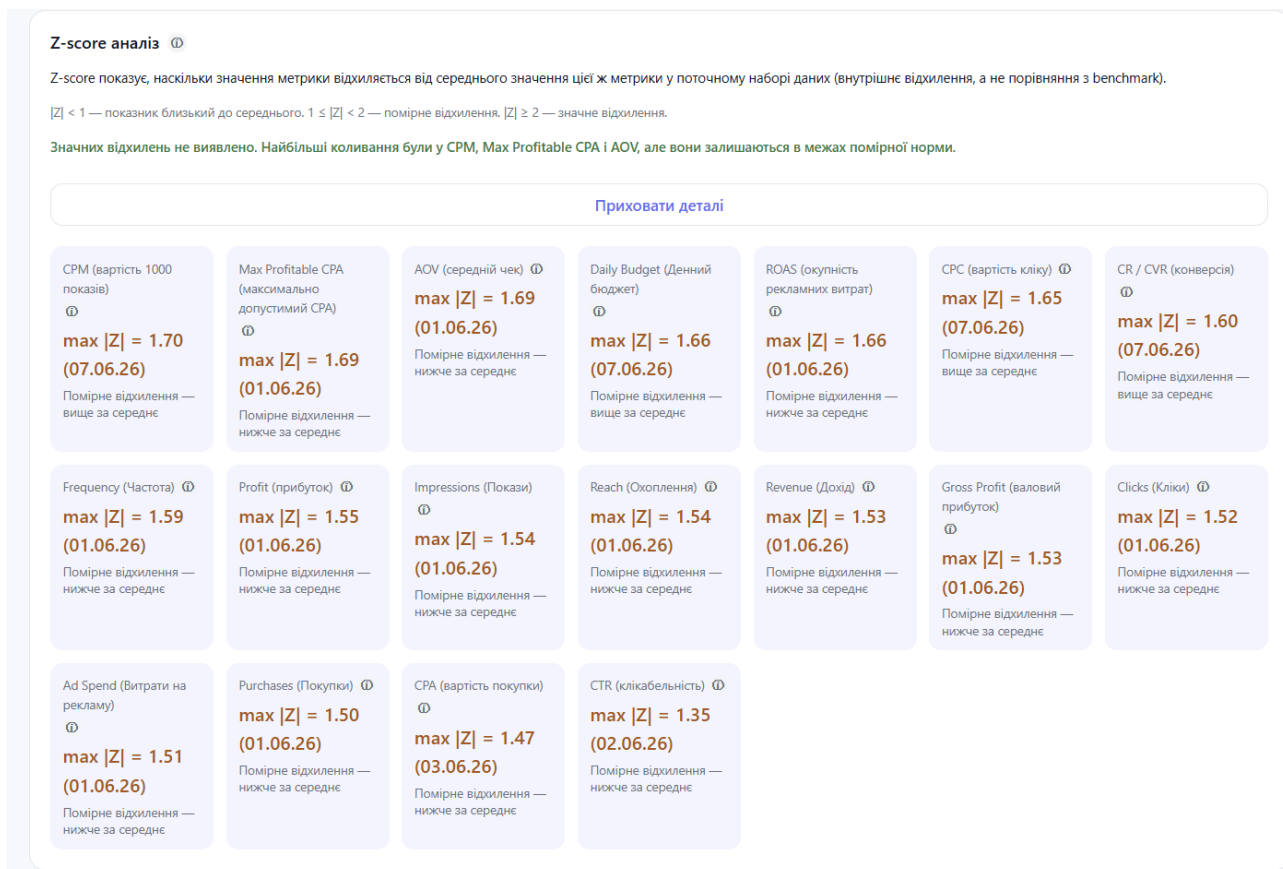 Z-score аналіз
Z-score показує, наскільки значення метрики відхиляється від середнього значення цієї ж метрики у поточному наборі даних (внутрішнє відхилення, а не порівняння з benchmark).
|Z| < 1 — показник близький до середнього. 1 ≤ |Z| < 2 — помірне відхилення. |Z| ≥ 2 — значне відхилення.
Значних відхилень не виявлено. Найбільші коливання були у CPM, Max Profitable CPA і AOV, але вони залишаються в межах помірної норми.
Приховати деталі
CPM (вартість 1000
показів)
max |Z| = 1.70
(07.06.26)
Помірне відхилення —
вище за середнє
Max Profitable CPA
(максимально
допустимий CPA)
max |Z| = 1.69
(01.06.26)
Помірне відхилення —
нижче за середнє
AOV (середній чек)
max |Z| = 1.69
(01.06.26)
Помірне відхилення —
нижче за середнє
Daily Budget (Денний
бюджет)
max |Z| = 1.66
(07.06.26)
Помірне відхилення —
вище за середнє
ROAS (окупність
рекламних витрат)
max |Z| = 1.66
(01.06.26)
Помірне відхилення —
нижче за середнє
CPC (вартість кліку)
max |Z| = 1.65
(07.06.26)
Помірне відхилення —
вище за середнє
CR / CVR (конверсія)
max |Z| = 1.60
(07.06.26)
Помірне відхилення —
вище за середнє
Frequency (Частота)
max |Z| = 1.59
(01.06.26)
Помірне відхилення —
нижче за середнє
Profit (прибуток)
max |Z| = 1.55
(01.06.26)
Помірне відхилення —
нижче за середнє
Impressions (Покази)
max |Z| = 1.54
(01.06.26)
Помірне відхилення —
нижче за середнє
Reach (Охоплення)
max |Z| = 1.54
(01.06.26)
Помірне відхилення —
нижче за середнє
Revenue (Дохід)
max |Z| = 1.53
(01.06.26)
Помірне відхилення —
нижче за середнє
Gross Profit (валовий
прибуток)
max |Z| = 1.53
(01.06.26)
Помірне відхилення —
нижче за середнє
Clicks (Кліки)
max |Z| = 1.52
(01.06.26)
Помірне відхилення —
нижче за середнє
Ad Spend (Витрати на
рекламу)
max |Z| = 1.51
(01.06.26)
Помірне відхилення —
нижче за середнє
Purchases (Покупки)
max |Z| = 1.50
(01.06.26)
Помірне відхилення —
нижче за середнє
CPA (вартість покупки)
max |Z| = 1.47
(03.06.26)
Помірне відхилення —
нижче за середнє
CTR (клікабельність)
max |Z| = 1.35
(02.06.26)
Помірне відхилення —
нижче за середнє